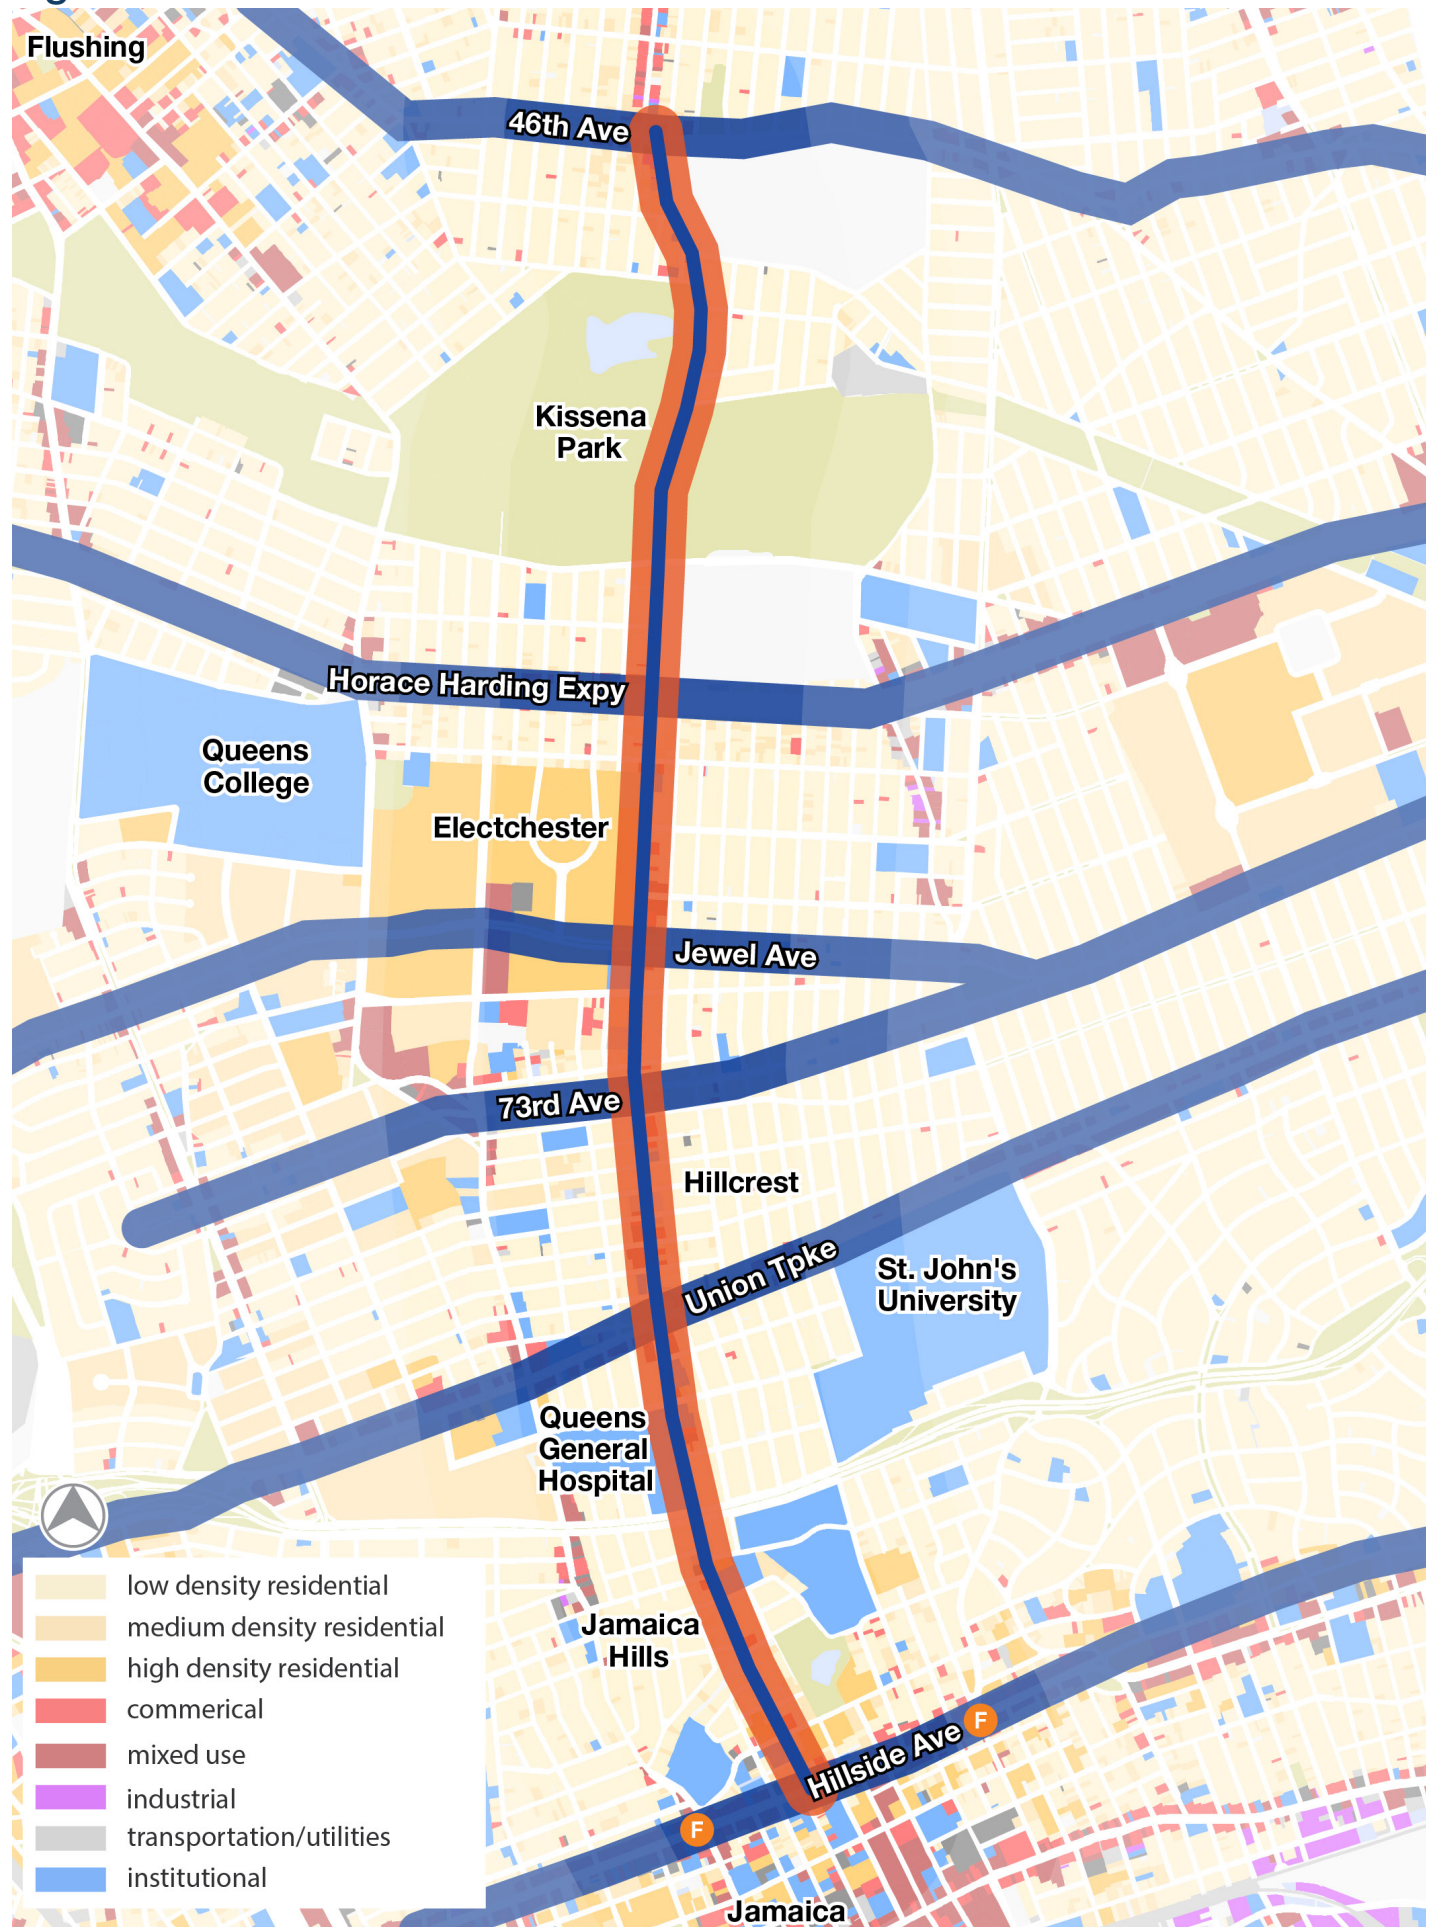 Flushing
46th Ave
Kissena
Park
Horace Harding Expy
Queens
College
Electchester
Jewel Ave
73rd Ave
Hillcrest
Union Tpke
St. John's
University
Queens
General
Hospital
Jamaica
Hills
Hillside Ave
F
F
Jamaica
low density residential
medium density residential
high density residential
commerical
mixed use
industrial
transportation/utilities
institutional